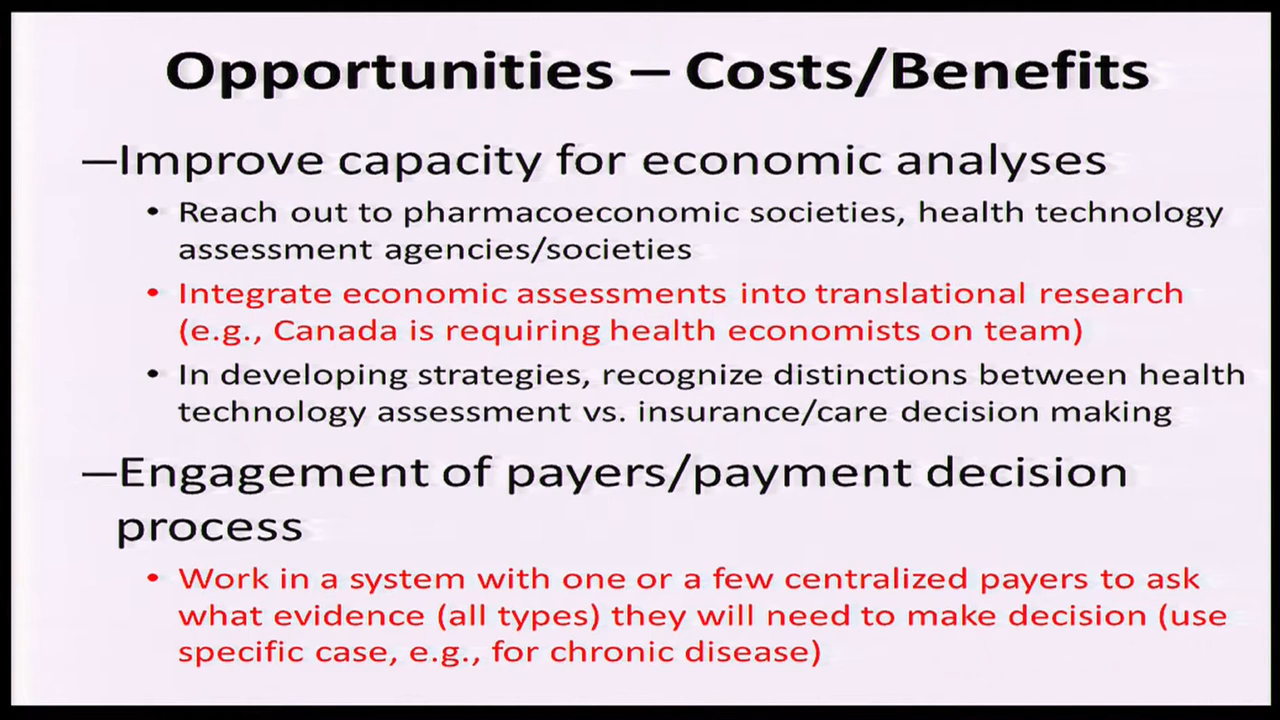 Opportunities – Costs/Benefits
–Improve capacity for economic analyses
• Reach out to pharmacoeconomic societies, health technology
assessment agencies/societies
• Integrate economic assessments into translational research
(e.g., Canada is requiring health economists on team)
• In developing strategies, recognize distinctions between health
technology assessment vs. insurance/care decision making
–Engagement of payers/payment decision
process
• Work in a system with one or a few centralized payers to ask
what evidence (all types) they will need to make decision (use
specific case, e.g., for chronic disease)